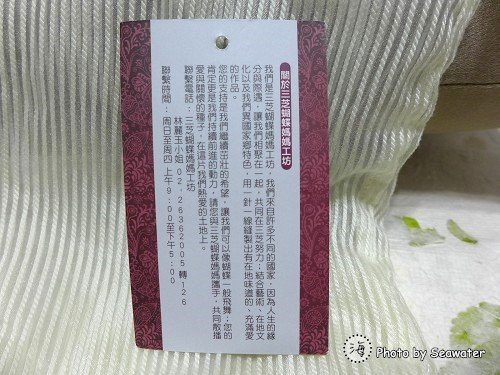 關於三芝蝴蝶媽媽工坊
我們是三芝蝴蝶媽媽工坊，我們來自許多不同的國家，因為人生的緣
分與際遇，讓我們相聚在一起，共同在三芝努力；結合藝術、在地文
化以及我們異國家鄉特色，用一針一線縫製出有在地味道的、充滿愛
的作品。
您的支持是我們繼續茁壯的希望，讓我們可以像蝴蝶一般飛舞；您的
肯定更是我們持續前進的動力，請您與三芝蝴蝶媽媽攜手，共同散播
愛與關懷的種子，在這片我們熱愛的土地上。
聯繫電話：三芝蝴蝶媽媽工坊
林麗玉小姐 02-26362005 轉126
聯繫時間：周日至周四 上午9:00至下午5:00
海 Photo by Seawater